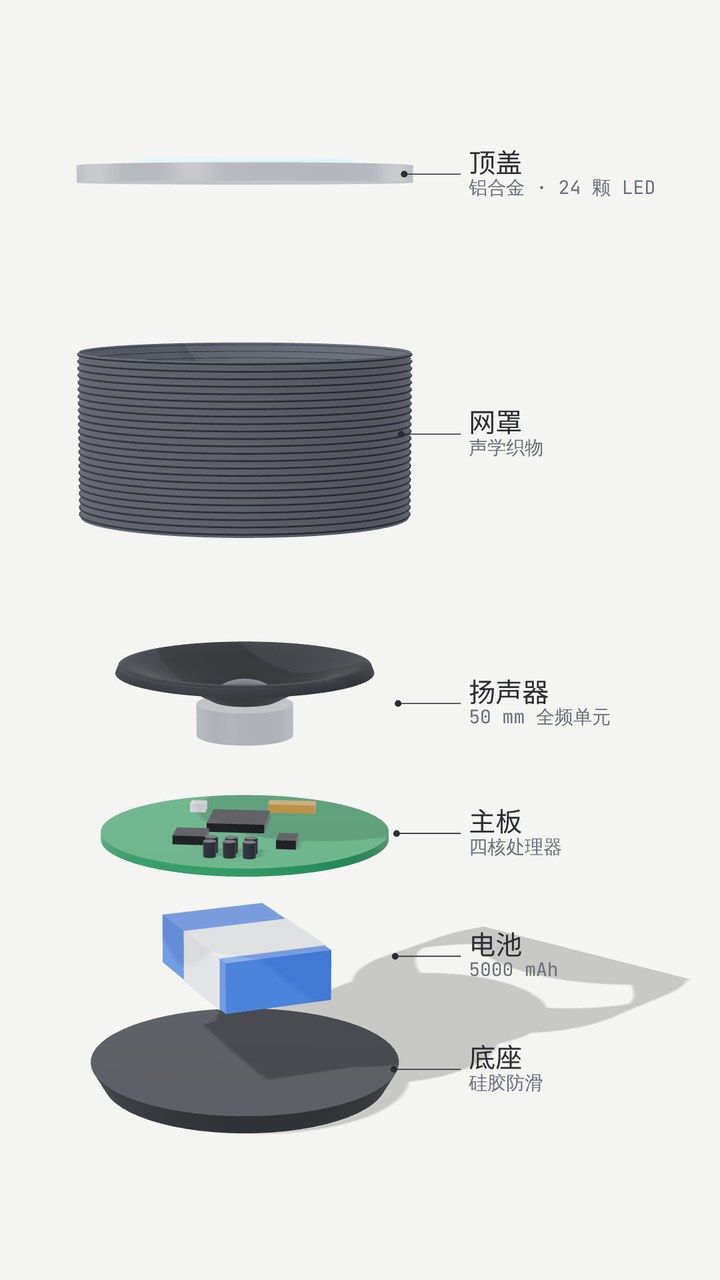 顶盖
铝合金 · 24 颗 LED
网罩
声学织物
扬声器
50 mm 全频单元
主板
四核处理器
电池
5000 mAh
底座
硅胶防滑